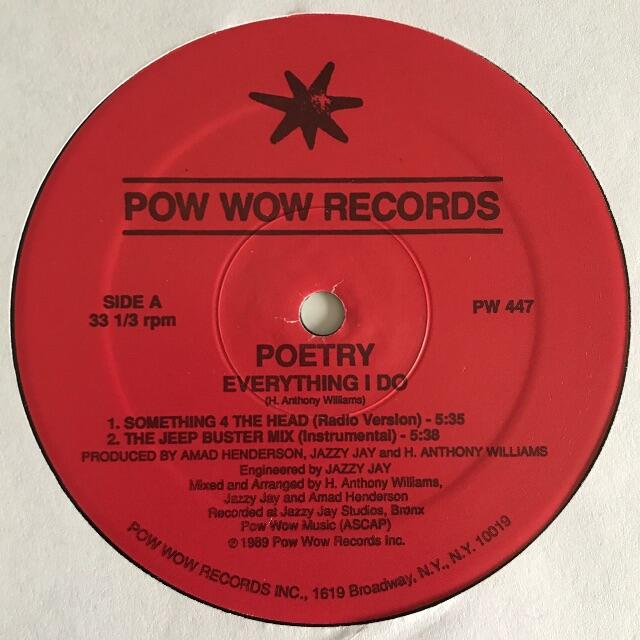 POW WOW RECORDS
SIDE A
33 1/3 rpm
PW 447
POETRY
EVERYTHING I DO
(H. Anthony Williams)
1. SOMETHING 4 THE HEAD (Radio Version) - 5:35
2. THE JEEP BUSTER MIX (Instrumental) - 5:38
PRODUCED BY AMAD HENDERSON, JAZZY JAY and H. ANTHONY WILLIAMS
Engineered by JAZZY JAY
Mixed and Arranged by H. Anthony Williams,
Jazzy Jay and Amad Henderson
Recorded at Jazzy Jay Studios, Bronx
Pow Wow Music (ASCAP)
℗ 1989 Pow Wow Records Inc.
POW WOW RECORDS INC., 1619 Broadway, N.Y., N.Y. 10019